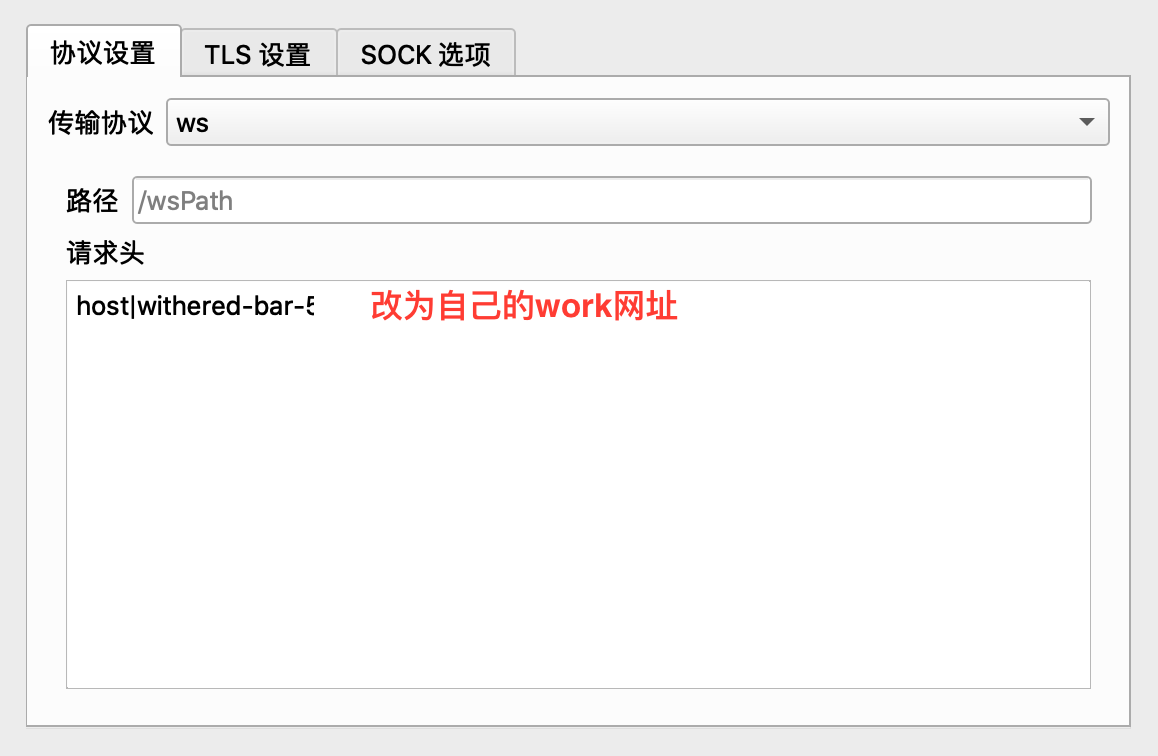 协议设置
TLS 设置
SOCK 选项
传输协议
ws
路径
/wsPath
请求头
host|withered-bar-5
改为自己的work网址